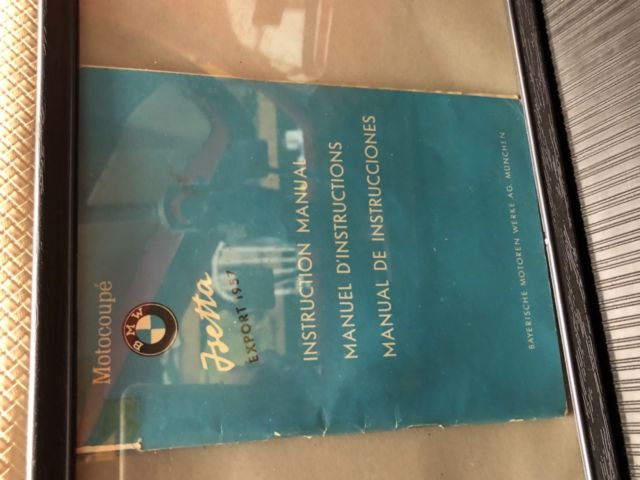 Motocoupé
BMW
Isetta
EXPORT 1957
INSTRUCTION MANUAL
MANUEL D'INSTRUCTIONS
MANUAL DE INSTRUCCIONES
BAYERISCHE MOTOREN WERKE AG. MÜNCHEN